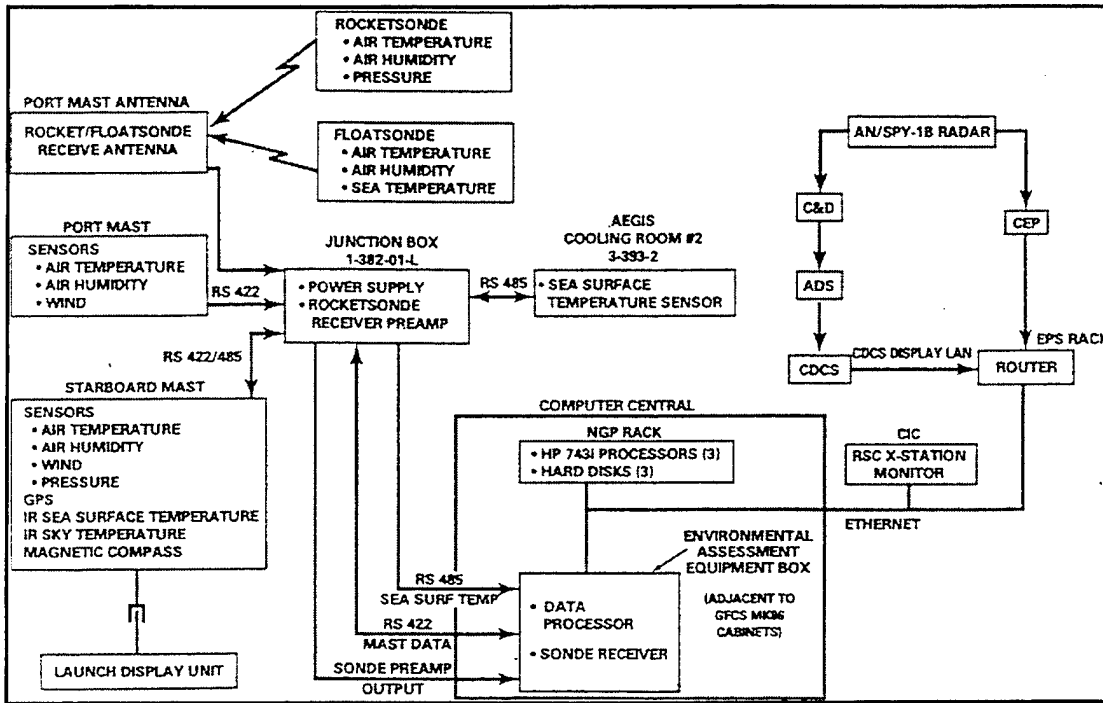 ROCKETSONDE
• AIR TEMPERATURE
• AIR HUMIDITY
• PRESSURE
PORT MAST ANTENNA
ROCKET/FLOATSONDE
RECEIVE ANTENNA
FLOATSONDE
• AIR TEMPERATURE
• AIR HUMIDITY
• SEA TEMPERATURE
AN/SPY-1B RADAR
C&D
CEP
ADS
CDCS
CDCS DISPLAY LAN
EPS RACK
ROUTER
PORT MAST
SENSORS
• AIR TEMPERATURE
• AIR HUMIDITY
• WIND
RS 422
JUNCTION BOX
1-382-01-L
• POWER SUPPLY
• ROCKETSONDE
RECEIVER PREAMP
RS 485
AEGIS
COOLING ROOM #2
3-393-2
• SEA SURFACE
TEMPERATURE SENSOR
RS 422/485
STARBOARD MAST
SENSORS
• AIR TEMPERATURE
• AIR HUMIDITY
• WIND
• PRESSURE
GPS
IR SEA SURFACE TEMPERATURE
IR SKY TEMPERATURE
MAGNETIC COMPASS
LAUNCH DISPLAY UNIT
COMPUTER CENTRAL
NGP RACK
• HP 743I PROCESSORS (3)
• HARD DISKS (3)
CIC
RSC X-STATION
MONITOR
ETHERNET
ENVIRONMENTAL
ASSESSMENT
EQUIPMENT BOX
(ADJACENT TO
GFCS MK86
CABINETS)
RS 485
SEA SURF TEMP
RS 422
MAST DATA
SONDE PREAMP
OUTPUT
• DATA
PROCESSOR
• SONDE RECEIVER